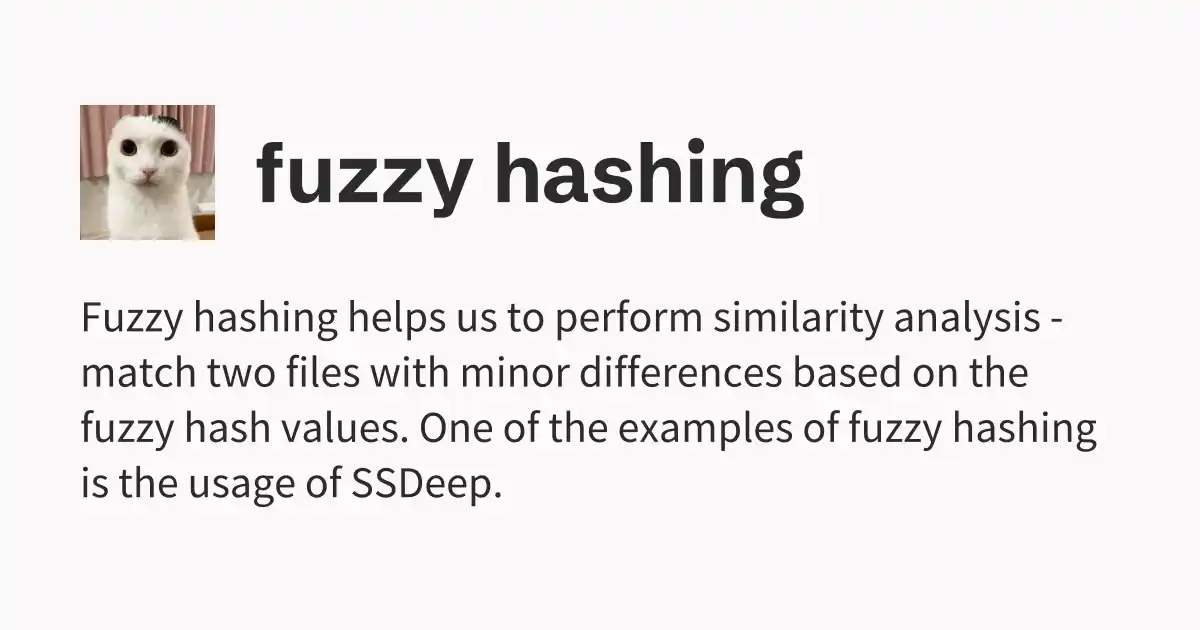 fuzzy hashing
Fuzzy hashing helps us to perform similarity analysis -
match two files with minor differences based on the
fuzzy hash values. One of the examples of fuzzy hashing
is the usage of SSDeep.